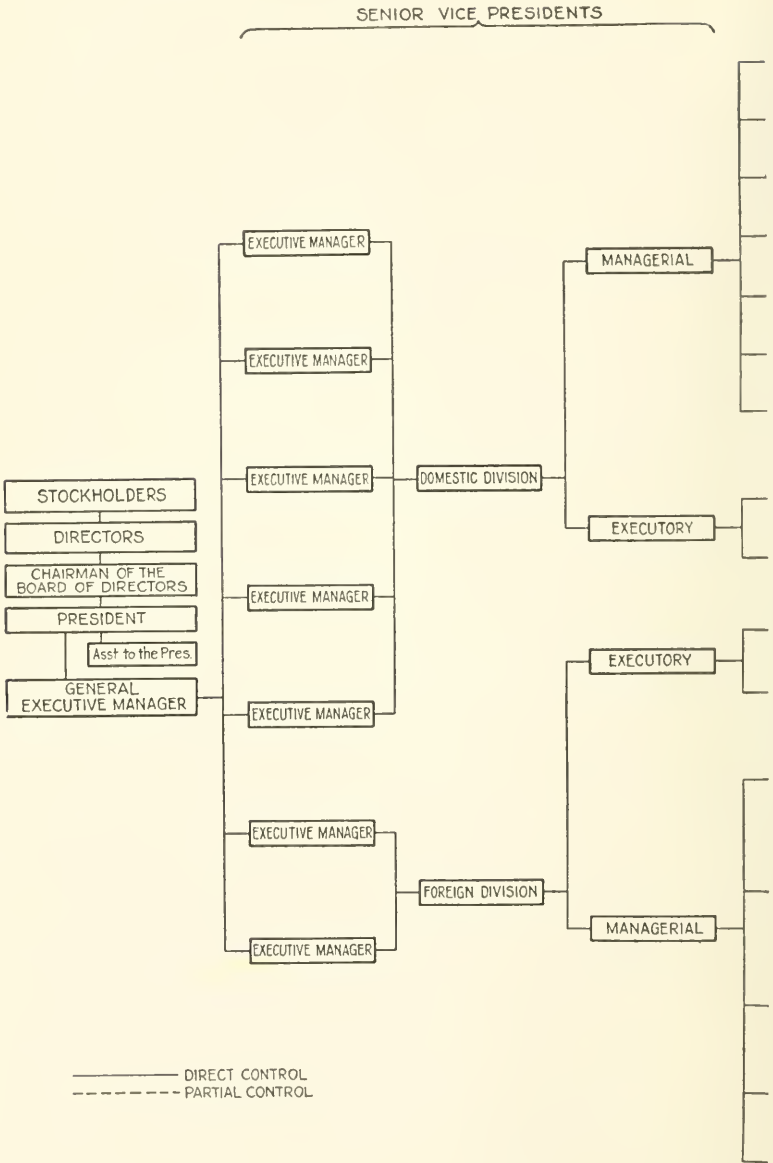 SENIOR VICE PRESIDENTS
EXECUTIVE MANAGER
EXECUTIVE MANAGER
EXECUTIVE MANAGER
EXECUTIVE MANAGER
EXECUTIVE MANAGER
EXECUTIVE MANAGER
EXECUTIVE MANAGER
STOCKHOLDERS
DIRECTORS
CHAIRMAN OF THE
BOARD OF DIRECTORS
PRESIDENT
Asst to the Pres.
GENERAL
EXECUTIVE MANAGER
DOMESTIC DIVISION
FOREIGN DIVISION
MANAGERIAL
EXECUTORY
EXECUTORY
MANAGERIAL
DIRECT CONTROL
PARTIAL CONTROL